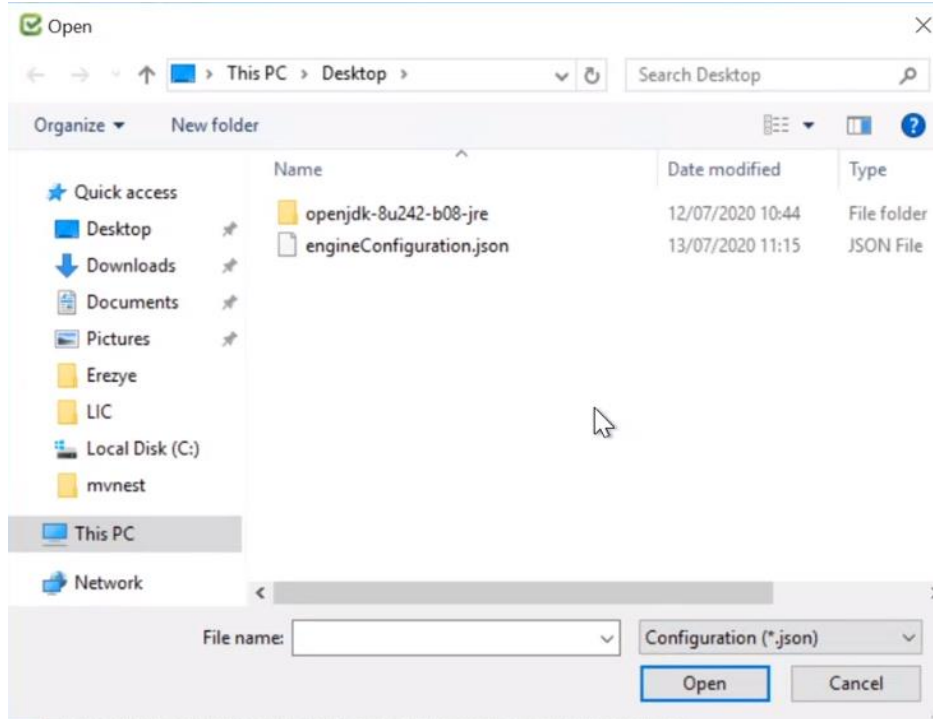 Open
This PC > Desktop >
Search Desktop
Organize
New folder
Name
Date modified
Type
Quick access
Desktop
Downloads
Documents
Pictures
Erezye
LIC
Local Disk (C:)
mvnest
This PC
Network
openjdk-8u242-b08-jre 12/07/2020 10:44 File folder
engineConfiguration.json 13/07/2020 11:15 JSON File
File name:
Configuration (*.json)
Open
Cancel